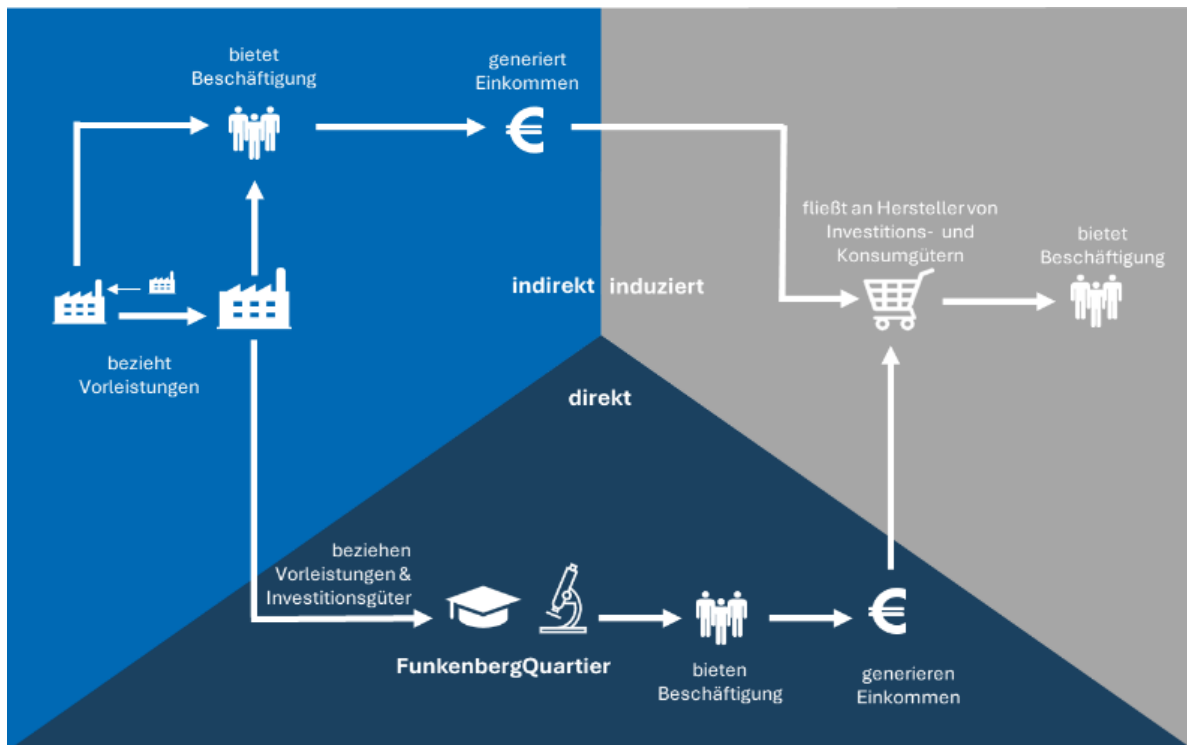 bietet
Beschäftigung
generiert
Einkommen
€
fließt an Hersteller von
Investitions- und
Konsumgütern
bietet
Beschäftigung
indirekt
induziert
bezieht
Vorleistungen
direkt
beziehen
Vorleistungen &
Investitionsgüter
FunkenbergQuartier
bieten
Beschäftigung
€
generieren
Einkommen